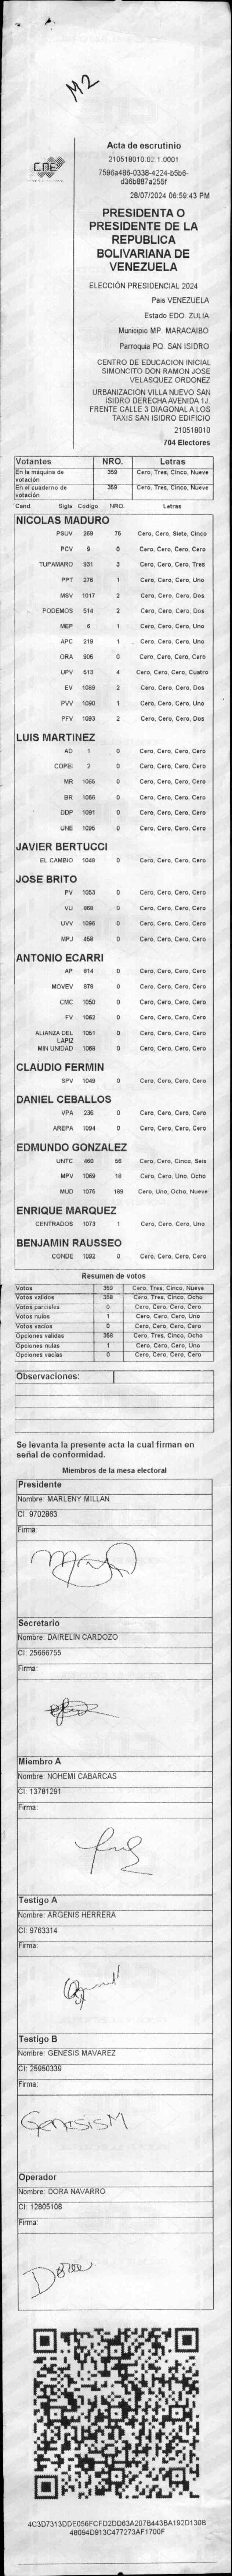 M2
CNE
Acta de escrutinio
210518010.02.1.0001
7596a486-0338-4224-b5b6-
d36b887a255f
28/07/2024 06:59:43 PM
PRESIDENTA O
PRESIDENTE DE LA
REPUBLICA
BOLIVARIANA DE
VENEZUELA
ELECCIÓN PRESIDENCIAL 2024
Pais VENEZUELA
Estado EDO. ZULIA
Municipio MP. MARACAIBO
Parroquia PQ. SAN ISIDRO
CENTRO DE EDUCACION INICIAL
SIMONCITO DON RAMON JOSE
VELASQUEZ ORDONEZ
URBANIZACIÓN VILLA NUEVO SAN
ISIDRO DERECHA AVENIDA 1J.
FRENTE CALLE 3 DIAGONAL A LOS
TAXIS SAN ISIDRO EDIFICIO
210518010
704 Electores
Votantes NRO. Letras
En la máquina de votación 359 Cero, Tres, Cinco, Nueve
En el cuaderno de votación 359 Cero, Tres, Cinco, Nueve
Cand. Sigla Código NRO. Letras
NICOLAS MADURO
PSUV 269 75 Cero, Cero, Siete, Cinco
PCV 9 0 Cero, Cero, Cero, Cero
TUPAMARO 931 3 Cero, Cero, Cero, Tres
PPT 276 1 Cero, Cero, Cero, Uno
MSV 1017 2 Cero, Cero, Cero, Dos
PODEMOS 514 2 Cero, Cero, Cero, Dos
MEP 6 1 Cero, Cero, Cero, Uno
APC 219 1 Cero, Cero, Cero, Uno
ORA 906 0 Cero, Cero, Cero, Cero
UPV 513 4 Cero, Cero, Cero, Cuatro
EV 1089 2 Cero, Cero, Cero, Dos
PVV 1090 1 Cero, Cero, Cero, Uno
PFV 1093 2 Cero, Cero, Cero, Dos
LUIS MARTINEZ
AD 1 0 Cero, Cero, Cero, Cero
COPEI 2 0 Cero, Cero, Cero, Cero
MR 1065 0 Cero, Cero, Cero, Cero
BR 1056 0 Cero, Cero, Cero, Cero
DDP 1091 0 Cero, Cero, Cero, Cero
UNE 1095 0 Cero, Cero, Cero, Cero
JAVIER BERTUCCI
EL CAMBIO 1048 0 Cero, Cero, Cero, Cero
JOSE BRITO
PV 1053 0 Cero, Cero, Cero, Cero
VU 868 0 Cero, Cero, Cero, Cero
UVV 1096 0 Cero, Cero, Cero, Cero
MPJ 458 0 Cero, Cero, Cero, Cero
ANTONIO ECARRI
AP 814 0 Cero, Cero, Cero, Cero
MOVEV 978 0 Cero, Cero, Cero, Cero
CMC 1050 0 Cero, Cero, Cero, Cero
FV 1062 0 Cero, Cero, Cero, Cero
ALIANZA DEL LAPIZ 1051 0 Cero, Cero, Cero, Cero
MIN UNIDAD 1068 0 Cero, Cero, Cero, Cero
CLAUDIO FERMIN
SPV 1049 0 Cero, Cero, Cero, Cero
DANIEL CEBALLOS
VPA 236 0 Cero, Cero, Cero, Cero
AREPA 1094 0 Cero, Cero, Cero, Cero
EDMUNDO GONZALEZ
UNTC 460 56 Cero, Cero, Cinco, Seis
MPV 1069 18 Cero, Cero, Uno, Ocho
MUD 1075 189 Cero, Uno, Ocho, Nueve
ENRIQUE MARQUEZ
CENTRADOS 1073 1 Cero, Cero, Cero, Uno
BENJAMIN RAUSSEO
CONDE 1092 0 Cero, Cero, Cero, Cero
Resumen de votos
Votos 359 Cero, Tres, Cinco, Nueve
Votos validos 358 Cero, Tres, Cinco, Ocho
Votos parciales 0 Cero, Cero, Cero, Cero
Votos nulos 1 Cero, Cero, Cero, Uno
Votos vacios 0 Cero, Cero, Cero, Cero
Opciones validas 358 Cero, Tres, Cinco, Ocho
Opciones nulas 1 Cero, Cero, Cero, Uno
Opciones vacias 0 Cero, Cero, Cero, Cero
Observaciones:
Se levanta la presente acta la cual firman en
señal de conformidad.
Miembros de la mesa electoral
Presidente
Nombre: MARLENY MILLAN
CI: 9702863
Firma:
Secretario
Nombre: DAIRELIN CARDOZO
CI: 25666755
Firma:
Miembro A
Nombre: NOHEMI CABARCAS
CI: 13781291
Firma:
Testigo A
Nombre: ARGENIS HERRERA
CI: 9763314
Firma:
Testigo B
Nombre: GENESIS MAVAREZ
CI: 25950339
Firma:
GENESIS M
Operador
Nombre: DORA NAVARRO
CI: 12805108
Firma:
4C3D7313DDE056FCFD2DD63A207B443BA192D130B
48094D913C477273AF1700F